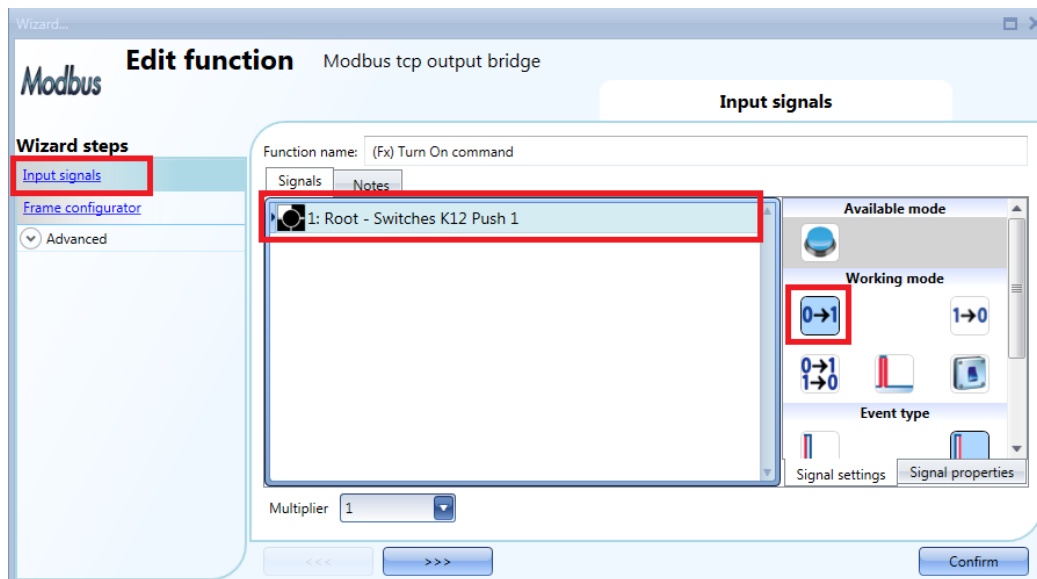 Wizard...
Modbus
Edit function
Modbus tcp output bridge
Input signals
Wizard steps
Input signals
Frame configurator
Advanced
Function name: (Fx) Turn On command
Signals
Notes
1: Root - Switches K12 Push 1
Available mode
Working mode
0→1
1→0
0→1
1→0
Event type
Signal settings
Signal properties
Multiplier 1
<<<
>>>
Confirm